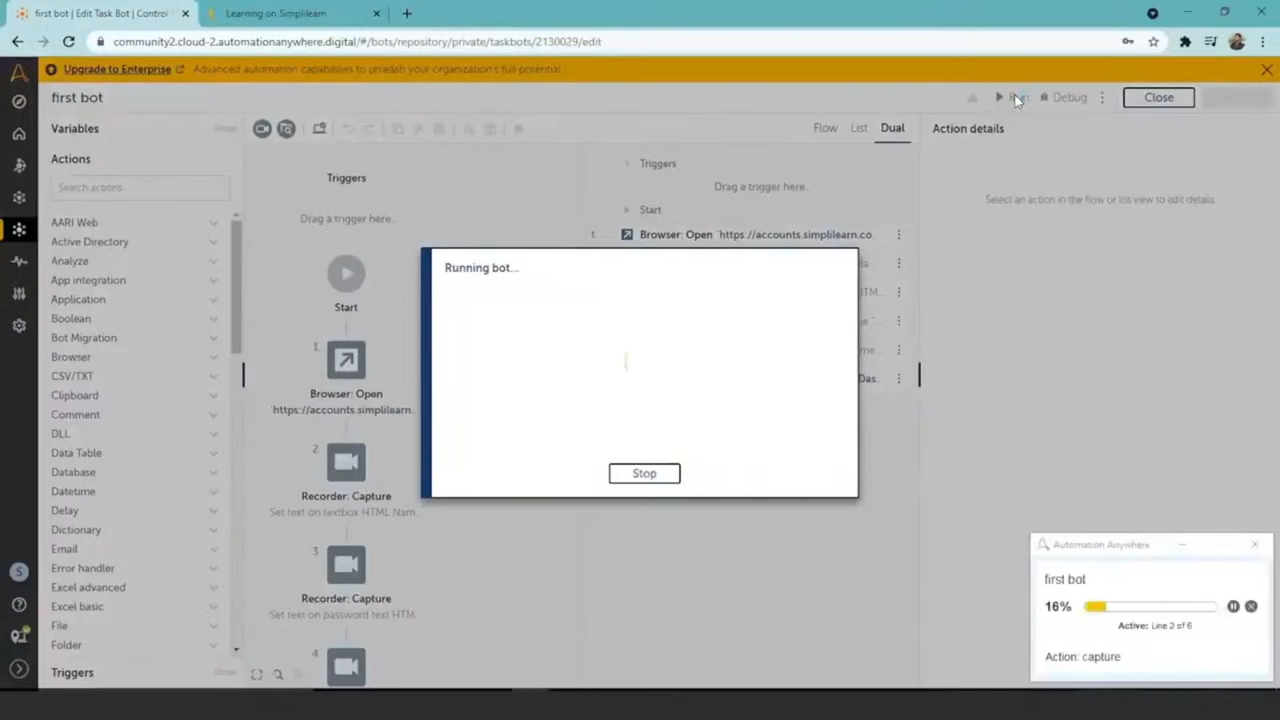 first bot | Edit Task Bot | Control
Learning on Simplilearn
community2.cloud-2.automationanywhere.digital/#/bots/repository/private/taskbots/2130029/edit
Upgrade to Enterprise
Advanced automation capabilities to unleash your organization's full potential.
first bot
Run
Debug
Close
Variables
Show
Flow
List
Dual
Action details
Actions
Search actions
AARI Web
Active Directory
Analyze
App integration
Application
Boolean
Bot Migration
Browser
CSV/TXT
Clipboard
Comment
DLL
Data Table
Database
Datetime
Delay
Dictionary
Email
Error handler
Excel advanced
Excel basic
File
Folder
Triggers
Show
Triggers
Drag a trigger here.
Start
1
Browser: Open
"https://accounts.simplilearn.
2
Recorder: Capture
Set text on textbox HTML Nam...
3
Recorder: Capture
Set text on password text HTM...
4
Triggers
Drag a trigger here.
Start
1 Browser: Open "https://accounts.simplilearn.co
Das...
Select an action in the flow or list view to edit details.
Running bot...
Stop
Automation Anywhere
first bot
16%
Active: Line 2 of 6
Action: capture